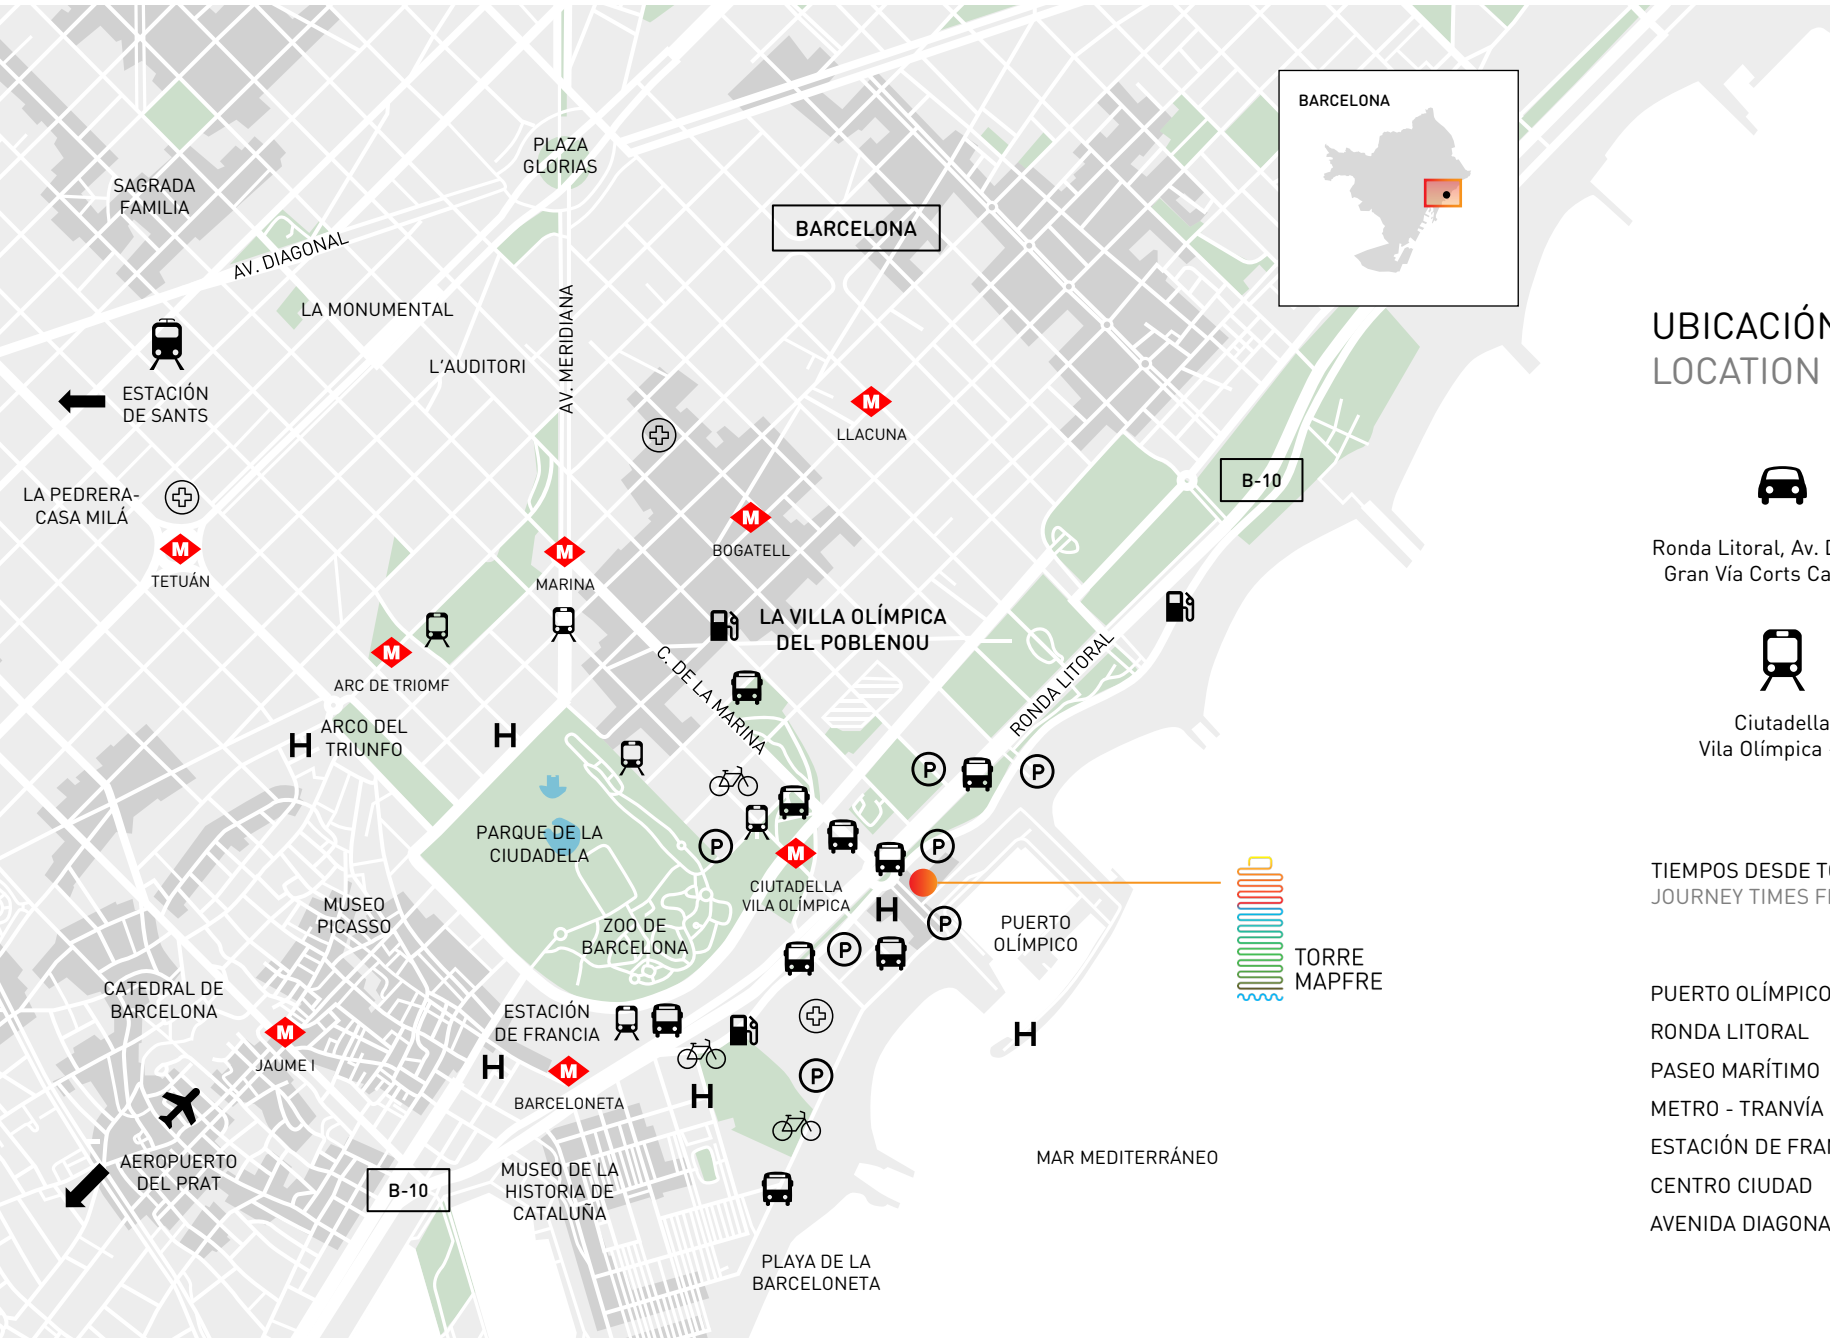 PLAZA
GLORIAS
SAGRADA
FAMILIA
BARCELONA
BARCELONA
AV. DIAGONAL
LA MONUMENTAL
AV. MERIDIANA
L'AUDITORI
ESTACIÓN
DE SANTS
M
LLACUNA
LA PEDRERA-
CASA MILÁ
B-10
M
TETUÁN
M
BOGATELL
M
MARINA
LA VILLA OLÍMPICA
DEL POBLENOU
M
ARC DE TRIOMF
C. DE LA MARINA
RONDA LITORAL
H
ARCO DEL
TRIUNFO
H
P
P
PARQUE DE LA
CIUDADELA
P
M
P
CIUTADELLA
VILA OLÍMPICA
H
P
MUSEO
PICASSO
ZOO DE
BARCELONA
P
PUERTO
OLÍMPICO
TORRE
MAPFRE
CATEDRAL DE
BARCELONA
ESTACIÓN
DE FRANCIA
H
M
JAUME I
H
M
BARCELONETA
H
P
AEROPUERTO
DEL PRAT
B-10
MUSEO DE LA
HISTORIA DE
CATALUÑA
MAR MEDITERRÁNEO
PLAYA DE LA
BARCELONETA
UBICACIÓN
LOCATION
Ronda Litoral, Av.
Gran Vía Corts
Ciutadella
Vila Olímpica
TIEMPOS DESDE
JOURNEY TIMES
PUERTO OLÍMPICO
RONDA LITORAL
PASEO MARÍTIMO
METRO - TRANVÍA
ESTACIÓN DE
CENTRO CIUDAD
AVENIDA